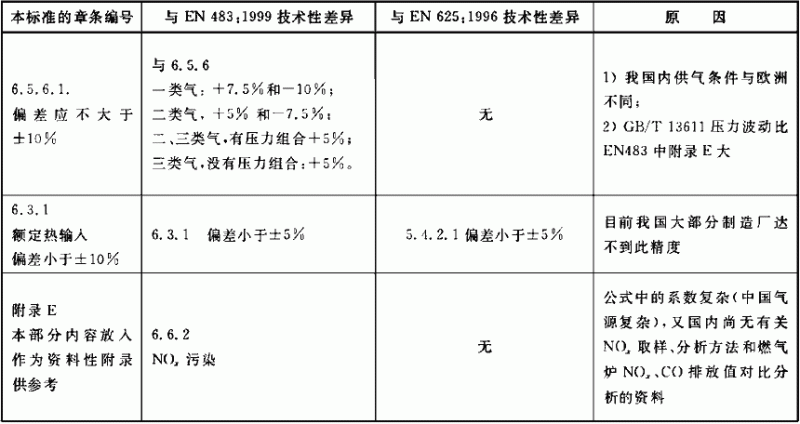 本标准的章条编号
与 EN 483:1999 技术性差异
与 EN 625:1996 技术性差异
原 因
6.5.6.1.
偏差应不大于
±10%
与 6.5.6
一类气:+7.5%和-10%;
二类气,+5% 和-7.5%;
二、三类气,有压力组合+5%;
三类气,没有压力组合:+5%。
无
1) 我国内供气条件与欧洲
不同;
2) GB/T 13611 压力波动比
EN483 中附录 E 大
6.3.1
额定热输入
偏差小于±10%
6.3.1 偏差小于±5%
5.4.2.1 偏差小于±5%
目前我国大部分制造厂达
不到此精度
附录 E
本部分内容放入
作为资料性附录
供参考
6.6.2
NOx 污染
无
公式中的系数复杂(中国气
源复杂),又国内尚无有关
NOx 取样、分析方法和燃气
炉 NOx、CO 排放值对比分
析的资料